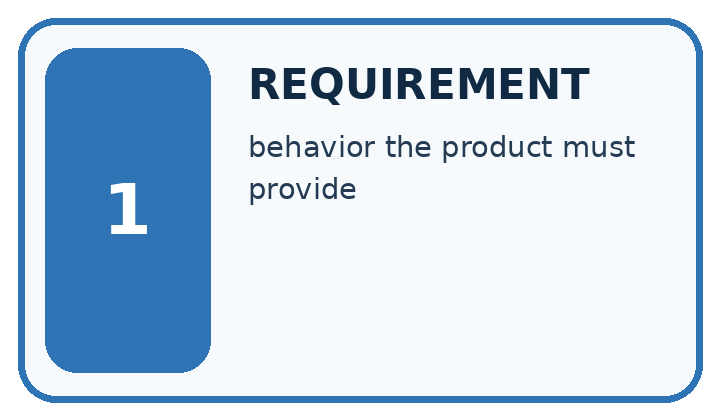 1
REQUIREMENT
behavior the product must
provide